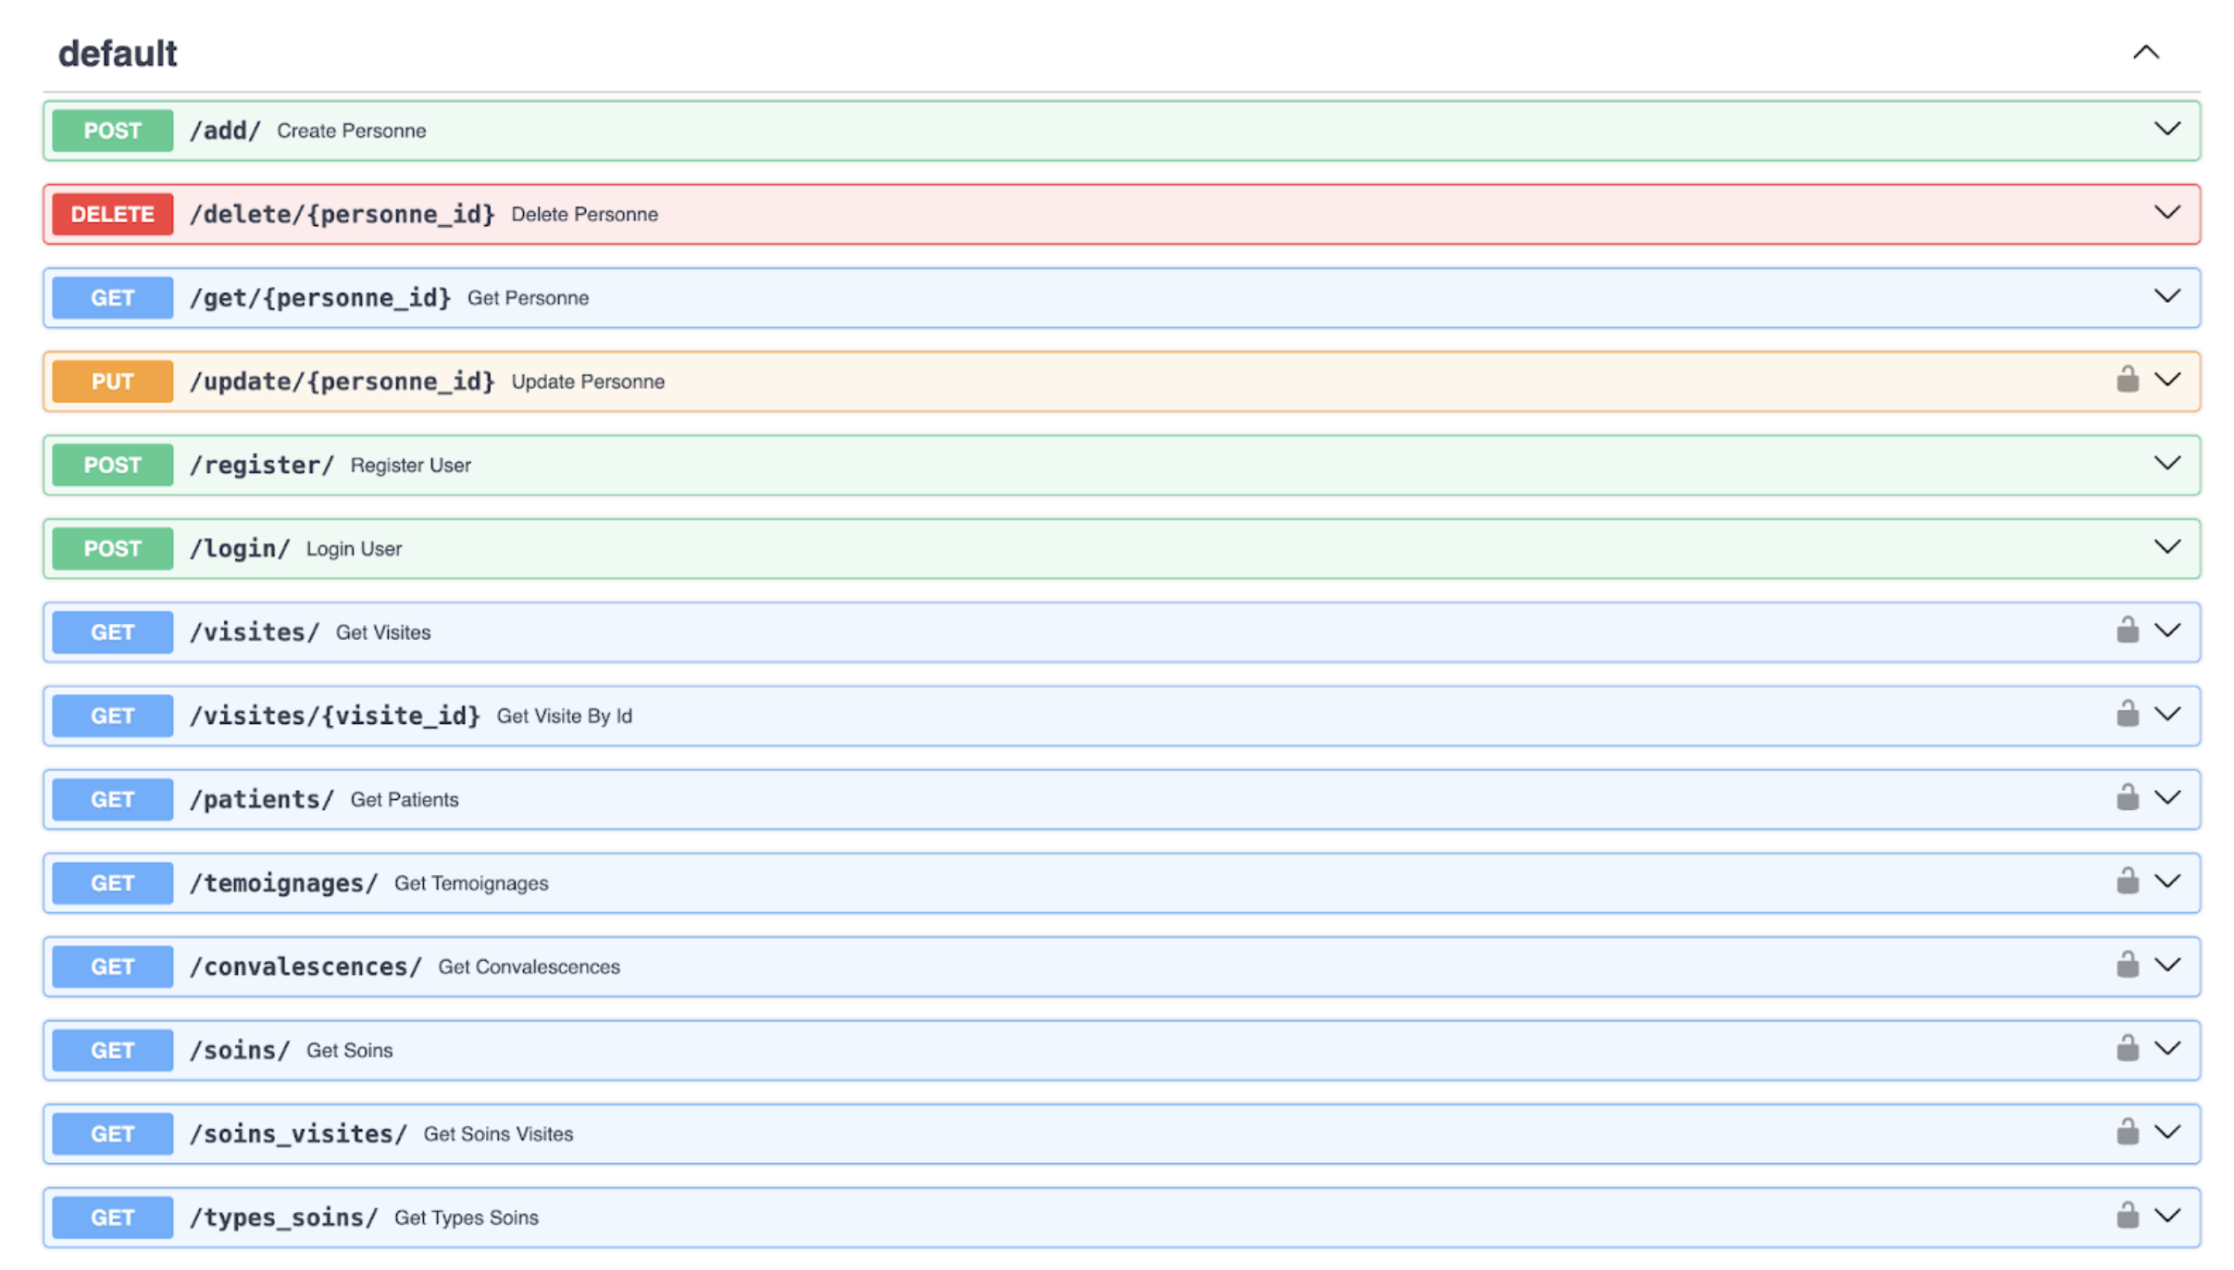 default
POST /add/ Create Personne
DELETE /delete/{personne_id} Delete Personne
GET /get/{personne_id} Get Personne
PUT /update/{personne_id} Update Personne
POST /register/ Register User
POST /login/ Login User
GET /visites/ Get Visites
GET /visites/{visite_id} Get Visite By Id
GET /patients/ Get Patients
GET /temoignages/ Get Temoignages
GET /convalescences/ Get Convalescences
GET /soins/ Get Soins
GET /soins_visites/ Get Soins Visites
GET /types_soins/ Get Types Soins